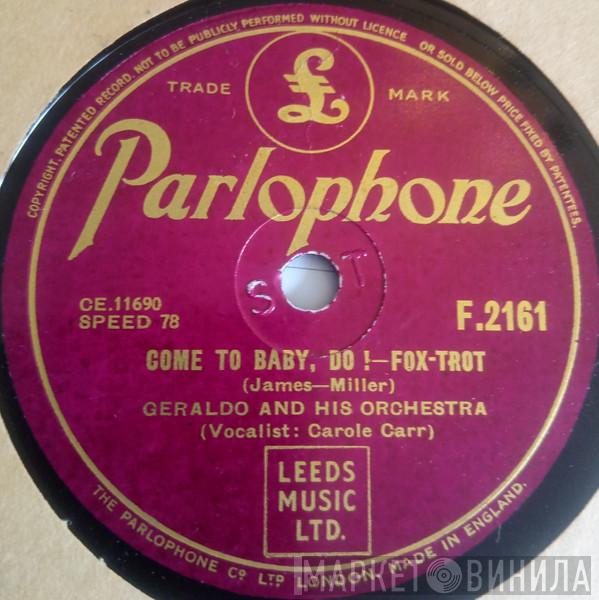 COPYRIGHT. PATENTED RECORD. NOT TO BE PUBLICLY PERFORMED WITHOUT LICENCE OR SOLD BELOW PRICE FIXED BY PATENTEES.
£
TRADE MARK
Parlophone
S T
CE.11690
SPEED 78
F.2161
COME TO BABY, DO !—FOX-TROT
(James—Miller)
GERALDO AND HIS ORCHESTRA
(Vocalist: Carole Carr)
LEEDS
MUSIC
LTD.
THE PARLOPHONE CO LTD LONDON. MADE IN ENGLAND.
МАРКЕТ ВИНИЛА